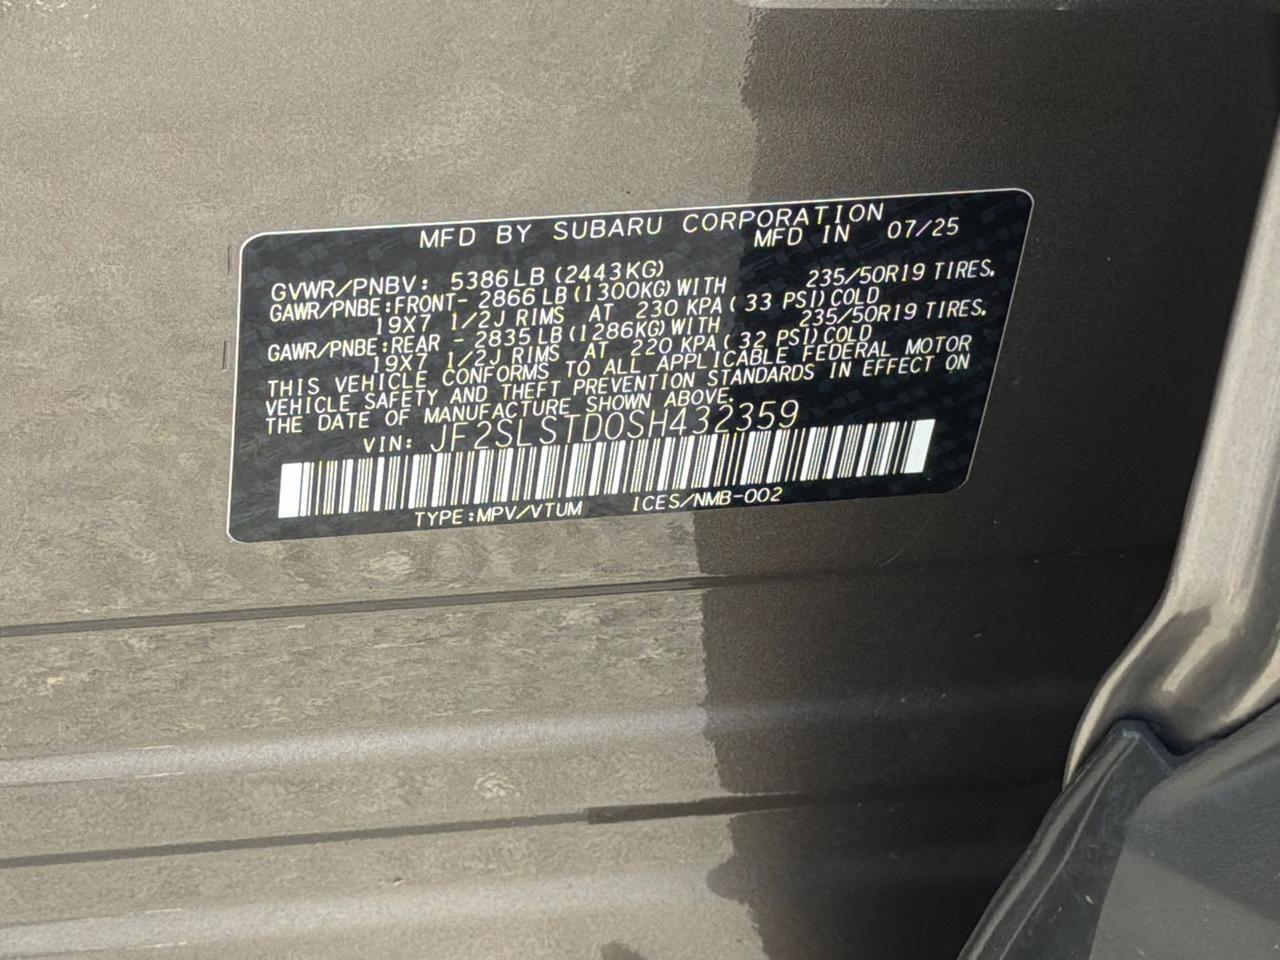 MFD BY SUBARU CORPORATION
MFD IN 07/25
GVWR/PNBV: 5386LB(2443KG)
GAWR/PNBE:FRONT- 2866LB(1300KG)WITH 235/50R19 TIRES.
19X7 1/2J RIMS AT 230 KPA(33 PSI)COLD
GAWR/PNBE:REAR - 2835LB(1286KG)WITH 235/50R19 TIRES.
19X7 1/2J RIMS AT 220 KPA(32 PSI)COLD
THIS VEHICLE CONFORMS TO ALL APPLICABLE FEDERAL MOTOR
VEHICLE SAFETY AND THEFT PREVENTION STANDARDS IN EFFECT ON
THE DATE OF MANUFACTURE SHOWN ABOVE.
VIN: JF2SLSTD0SH432359
TYPE:MPV/VTUM ICES/NMB-002